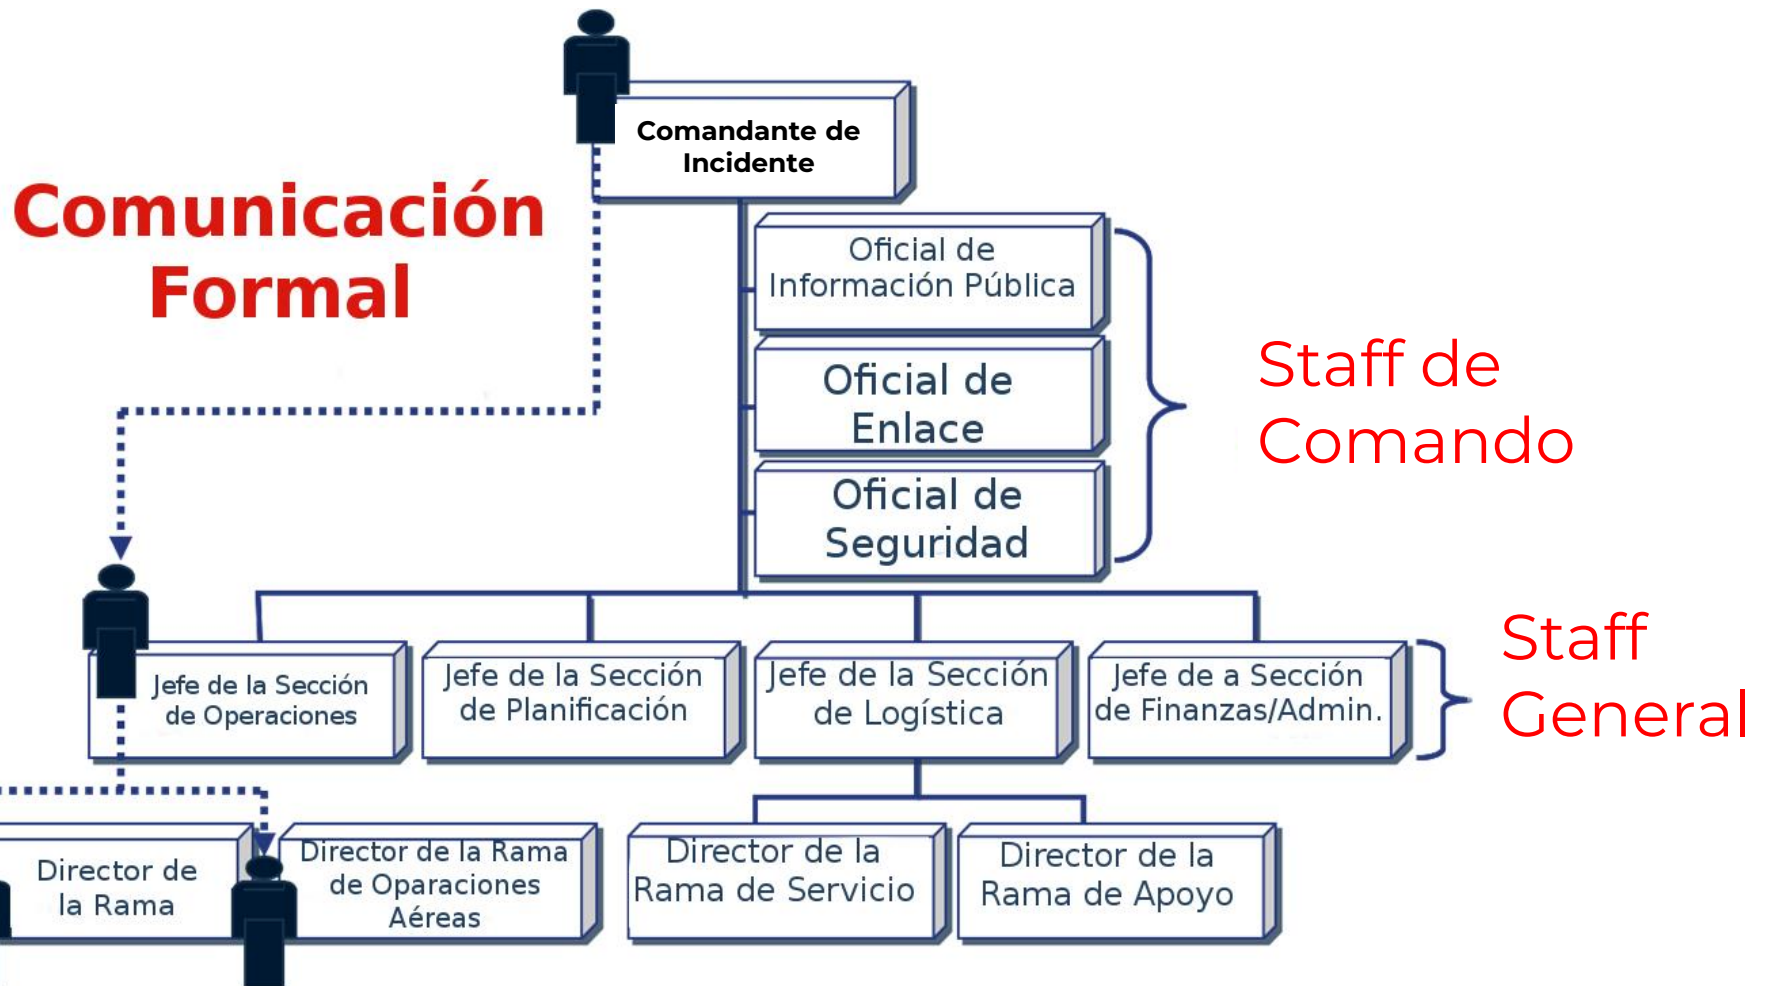 Comandante de
Incidente
Comunicación
Formal
Oficial de
Información Pública
Oficial de
Enlace
Oficial de
Seguridad
Staff de
Comando
Jefe de la Sección
de Operaciones
Jefe de la Sección
de Planificación
Jefe de la Sección
de Logística
Jefe de a Sección
de Finanzas/Admin.
Staff
General
Director de
la Rama
Director de la Rama
de Oparaciones
Aéreas
Director de la
Rama de Servicio
Director de la
Rama de Apoyo